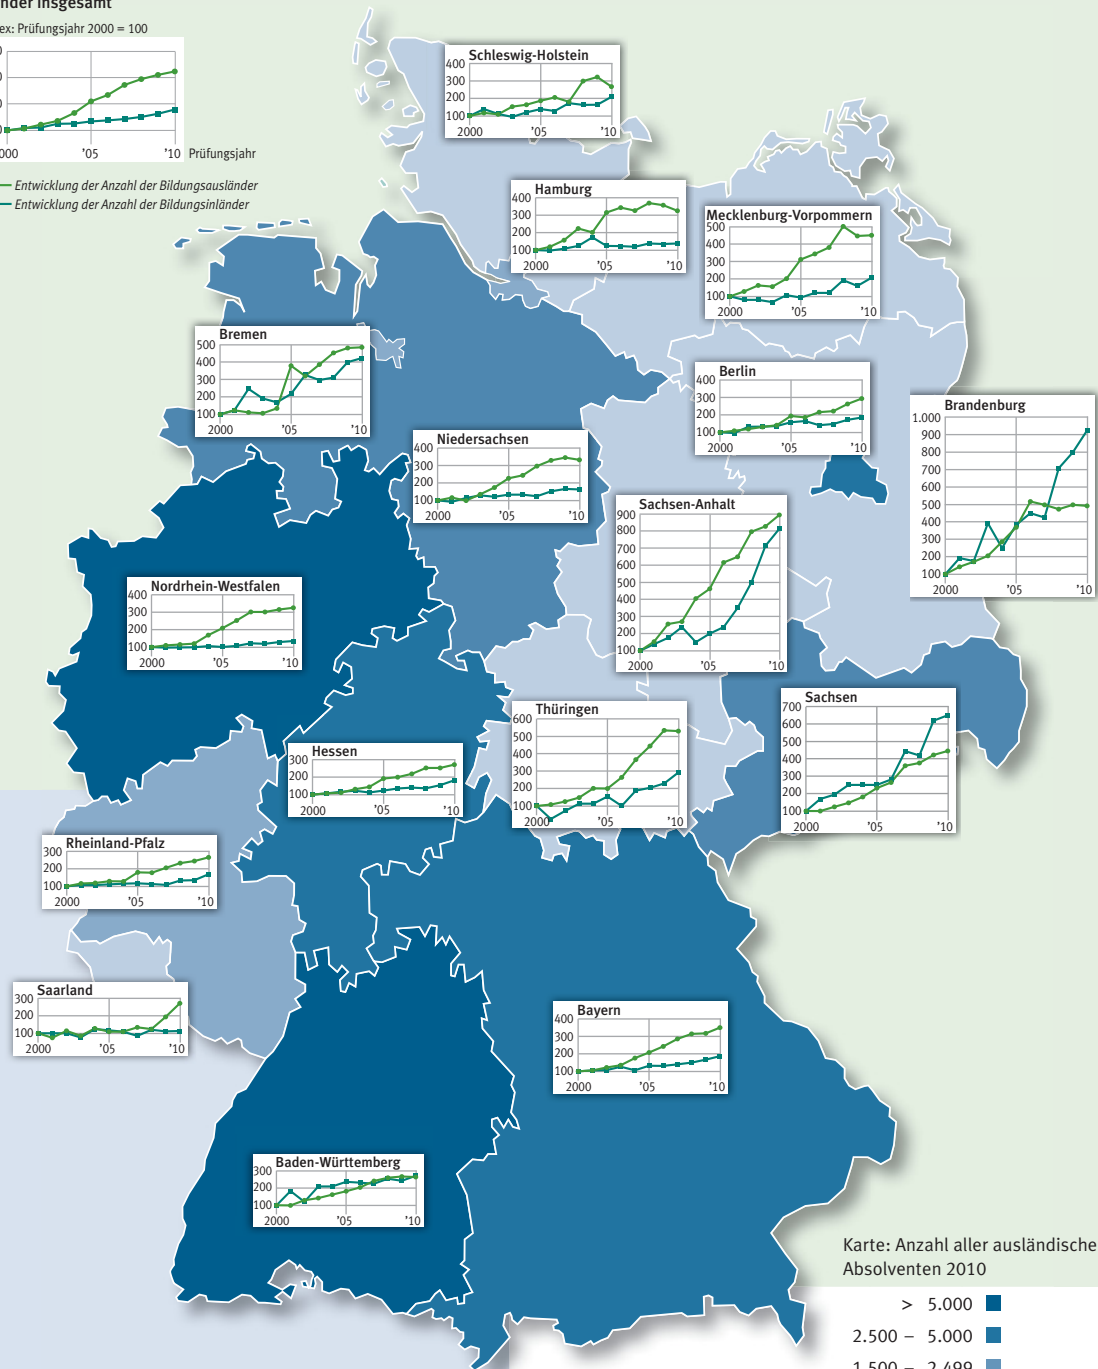 nder insgesamt
ex: Prüfungsjahr 2000 = 100
000 '05 '10 Prüfungsjahr
Entwicklung der Anzahl der Bildungsausländer
Entwicklung der Anzahl der Bildungsinländer
Schleswig-Holstein
400
300
200
100
2000 '05 '10
Hamburg
400
300
200
100
2000 '05 '10
Mecklenburg-Vorpommern
500
400
300
200
100
2000 '05 '10
Bremen
500
400
300
200
100
2000 '05 '10
Berlin
400
300
200
100
2000 '05 '10
Brandenburg
1.000
900
800
700
600
500
400
300
200
100
2000 '05 '10
Niedersachsen
400
300
200
100
2000 '05 '10
Sachsen-Anhalt
900
800
700
600
500
400
300
200
100
2000 '05 '10
Nordrhein-Westfalen
400
300
200
100
2000 '05 '10
Sachsen
700
600
500
400
300
200
100
2000 '05 '10
Thüringen
600
500
400
300
200
100
2000 '05 '10
Hessen
300
200
100
2000 '05 '10
Rheinland-Pfalz
300
200
100
2000 '05 '10
Saarland
300
200
100
2000 '05 '10
Bayern
400
300
200
100
2000 '05 '10
Baden-Württemberg
300
200
100
2000 '05 '10
Karte: Anzahl aller ausländische
Absolventen 2010
> 5.000
2.500 – 5.000
1.500 – 2.499